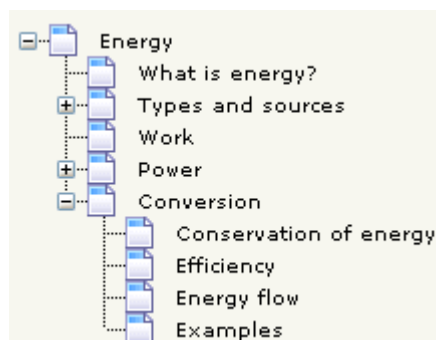 Energy
What is energy?
Types and sources
Work
Power
Conversion
Conservation of energy
Efficiency
Energy flow
Examples